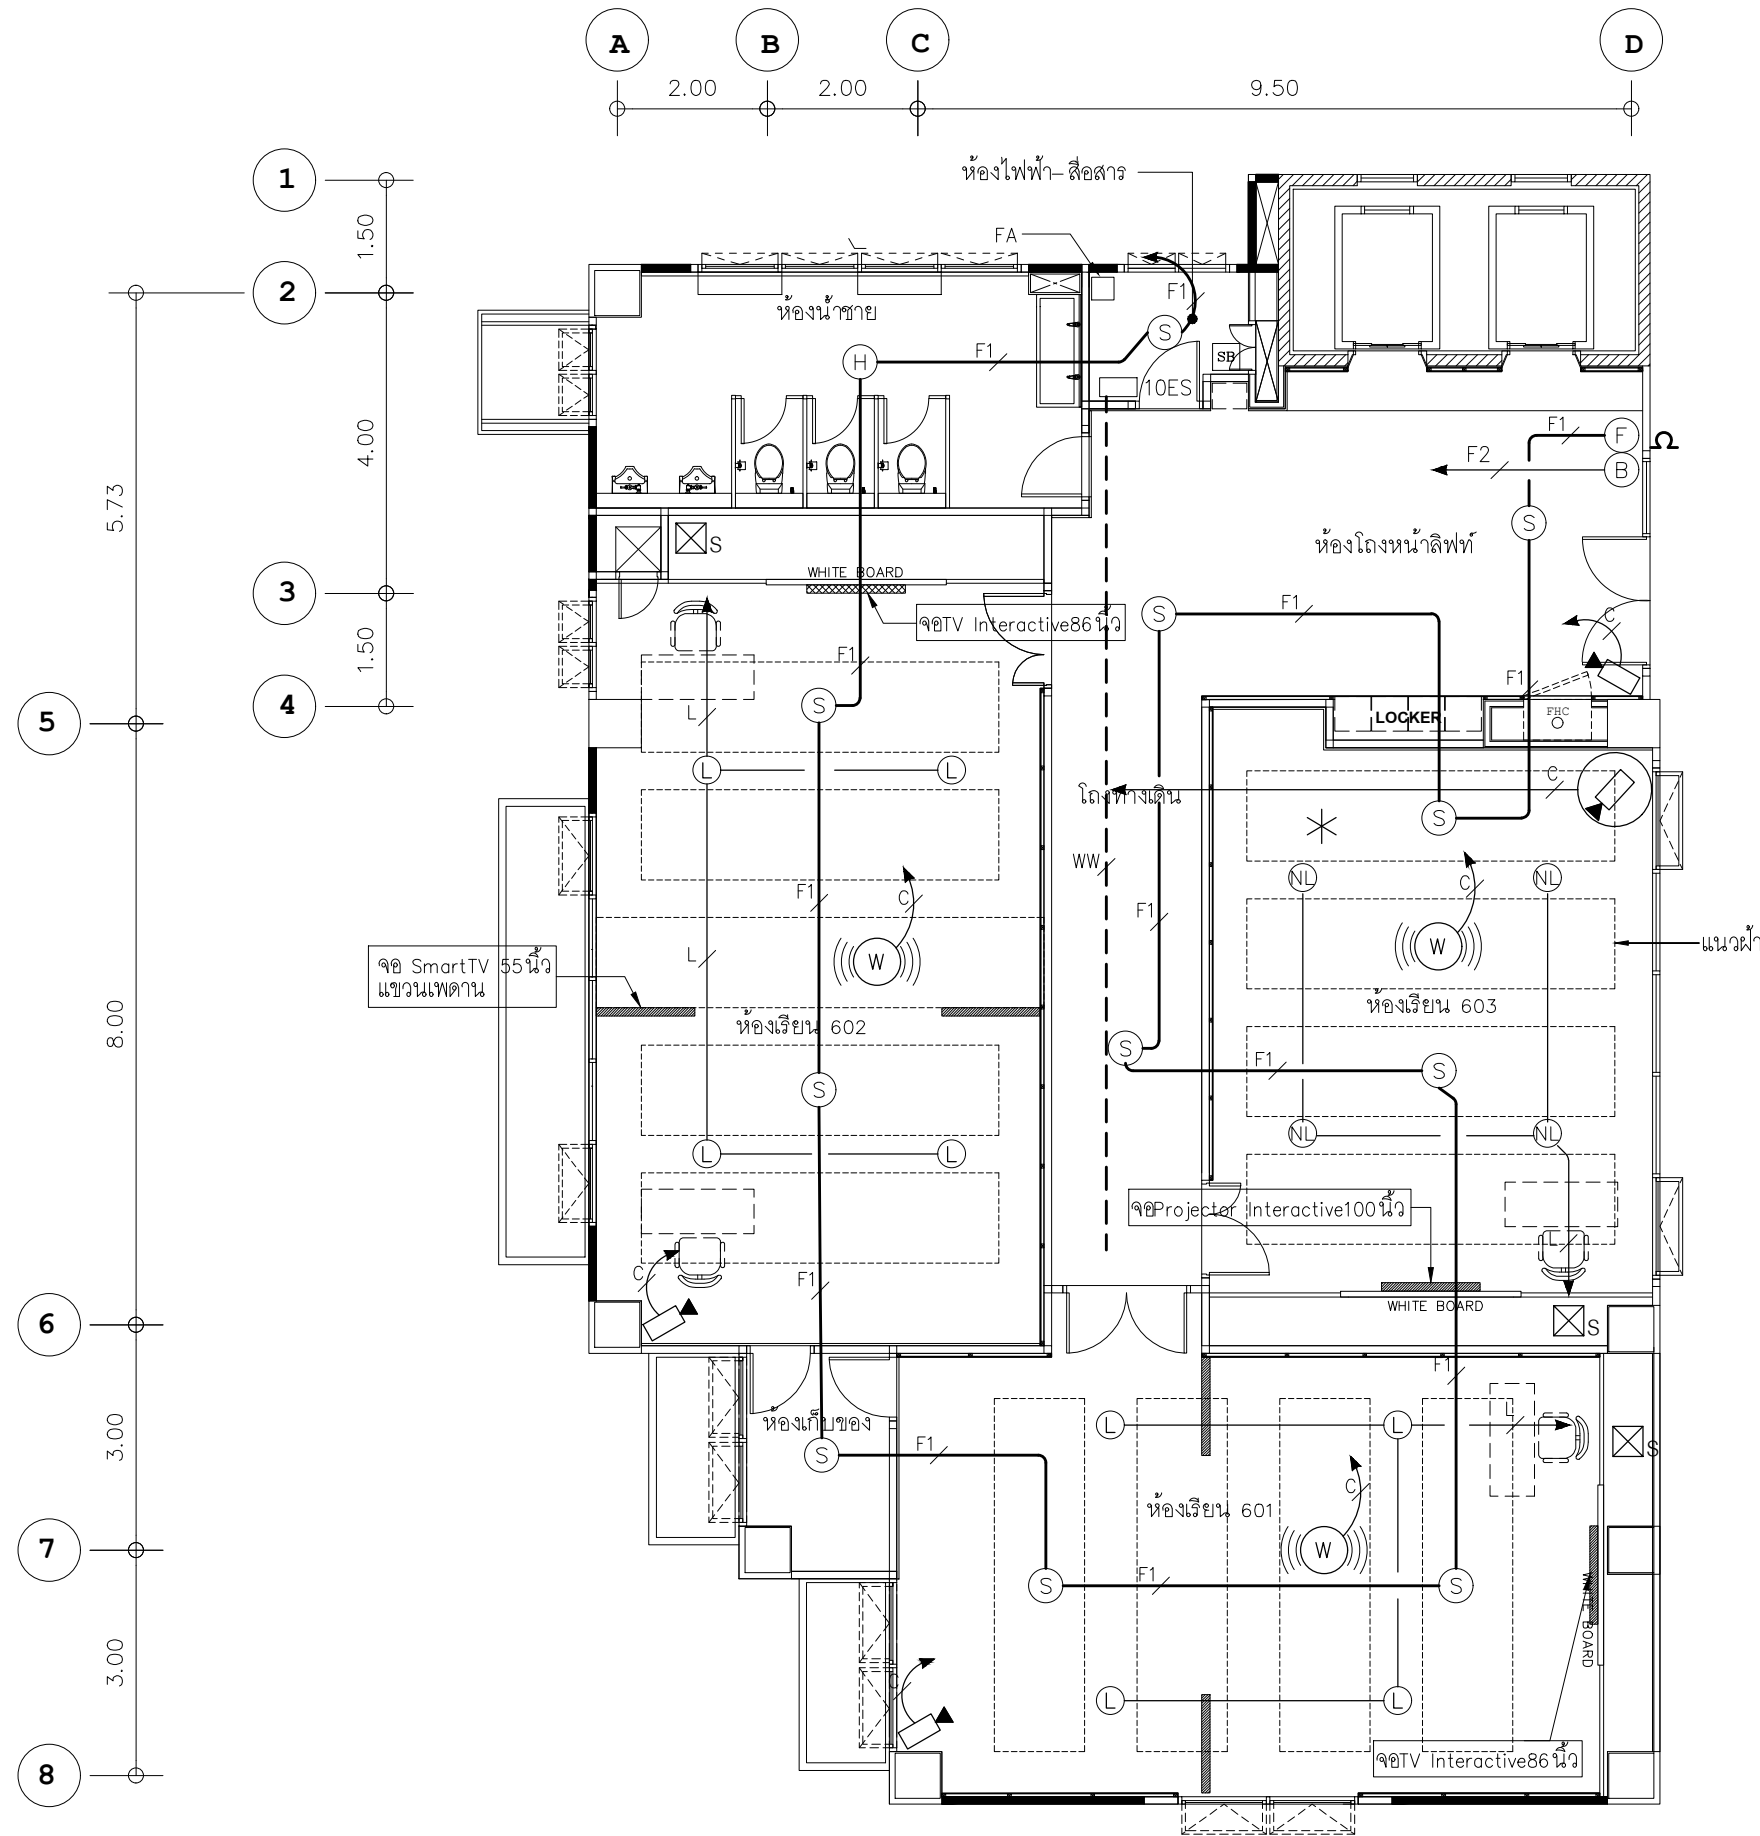 A
B
C
D
2.00
2.00
9.50
1
ห้องไฟฟ้า-สื่อสาร
1.50
FA
2
F1
ห้องน้ำชาย
S
F1
H
SB
10ES
4.00
F1
F
Ω
F2
B
5.73
S
S
ห้องโถงหน้าลิฟท์
WHITE BOARD
3
F1
S
C
จอTV Interactive86นิ้ว
1.50
F1
F1
4
S
L
5
LOCKER
FHC
L
L
C
โถงทางเดิน
S
WW
NL
NL
F1
C
C
F1
W
W
แนวฝ้า
L
จอ SmartTV 55นิ้ว
แขวนเพดาน
ห้องเรียน 603
8.00
ห้องเรียน 602
S
F1
S
S
NL
NL
L
L
จอProjector Interactive100นิ้ว
L
C
F1
WHITE BOARD
6
S
F1
L
ห้องเก็บของ
L
L
3.00
S
F1
S
C
ห้องเรียน 601
7
W
F1
S
S
WHITE BOARD
3.00
C
L
L
จอTV Interactive86นิ้ว
8